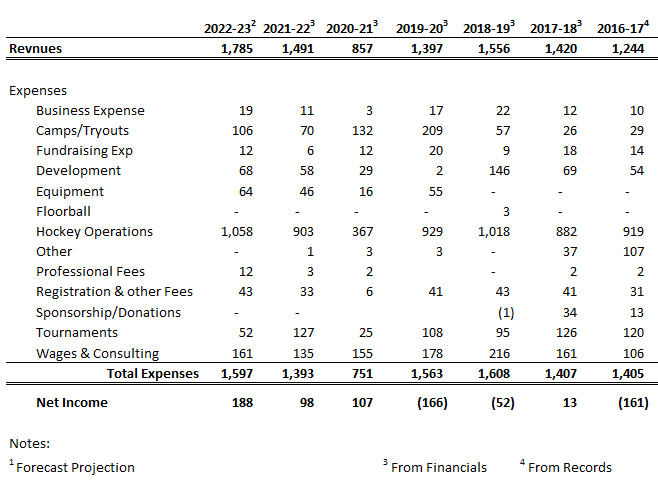 2022-23² 2021-22³ 2020-21³ 2019-20³ 2018-19³ 2017-18³ 2016-17⁴
Revnues 1,785 1,491 857 1,397 1,556 1,420 1,244
Expenses
Business Expense 19 11 3 17 22 12 10
Camps/Tryouts 106 70 132 209 57 26 29
Fundraising Exp 12 6 12 20 9 18 14
Development 68 58 29 2 146 69 54
Equipment 64 46 16 55 - - -
Floorball - - - - 3
Hockey Operations 1,058 903 367 929 1,018 882 919
Other - 1 3 3 - 37 107
Professional Fees 12 3 2 - 2 2
Registration & other Fees 43 33 6 41 43 41 31
Sponsorship/Donations - - (1) 34 13
Tournaments 52 127 25 108 95 126 120
Wages & Consulting 161 135 155 178 216 161 106
Total Expenses 1,597 1,393 751 1,563 1,608 1,407 1,405
Net Income 188 98 107 (166) (52) 13 (161)
Notes:
¹ Forecast Projection ³ From Financials ⁴ From Records